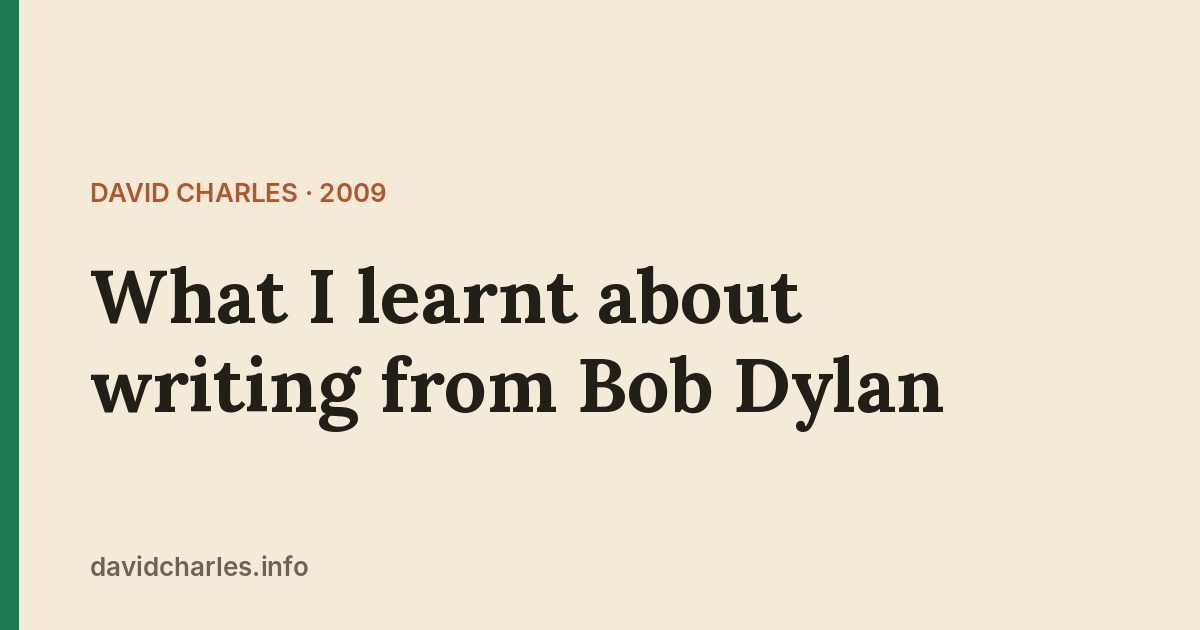 DAVID CHARLES · 2009
What I learnt about
writing from Bob Dylan
davidcharles.info